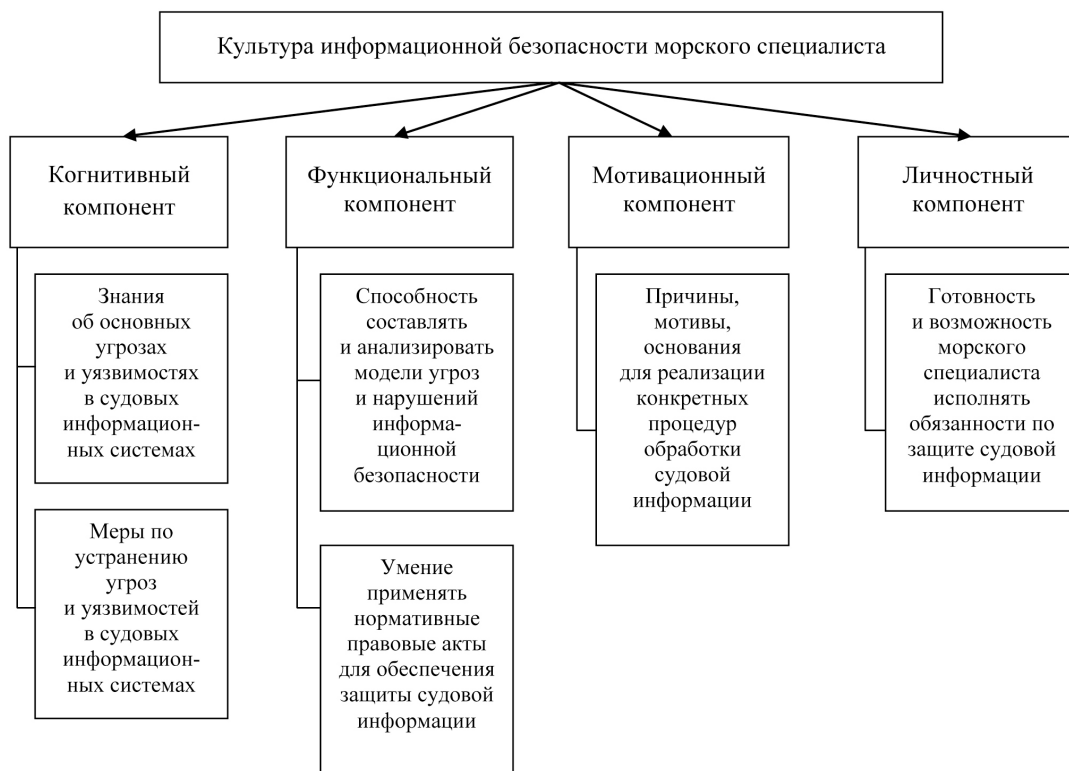 Культура информационной безопасности морского специалиста
Когнитивный
компонент
Функциональный
компонент
Мотивационный
компонент
Личностный
компонент
Знания
об основных
угрозах
и уязвимостях
в судовых
информацион-
ных системах
Меры по
устранению
угроз
и уязвимостей
в судовых
информацион-
ных системах
Способность
составлять
и анализировать
модели угроз
и нарушений
информа-
ционной
безопасности
Умение
применять
нормативные
правовые акты
для обеспечения
защиты судовой
информации
Причины,
мотивы,
основания
для реализации
конкретных
процедур
обработки
судовой
информации
Готовность
и возможность
морского
специалиста
исполнять
обязанности по
защите судовой
информации